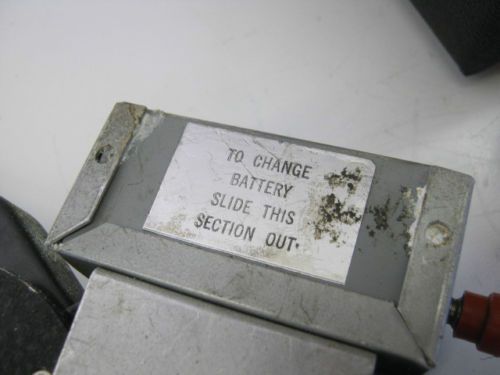 TO CHANGE
BATTERY
SLIDE THIS
SECTION OUT.